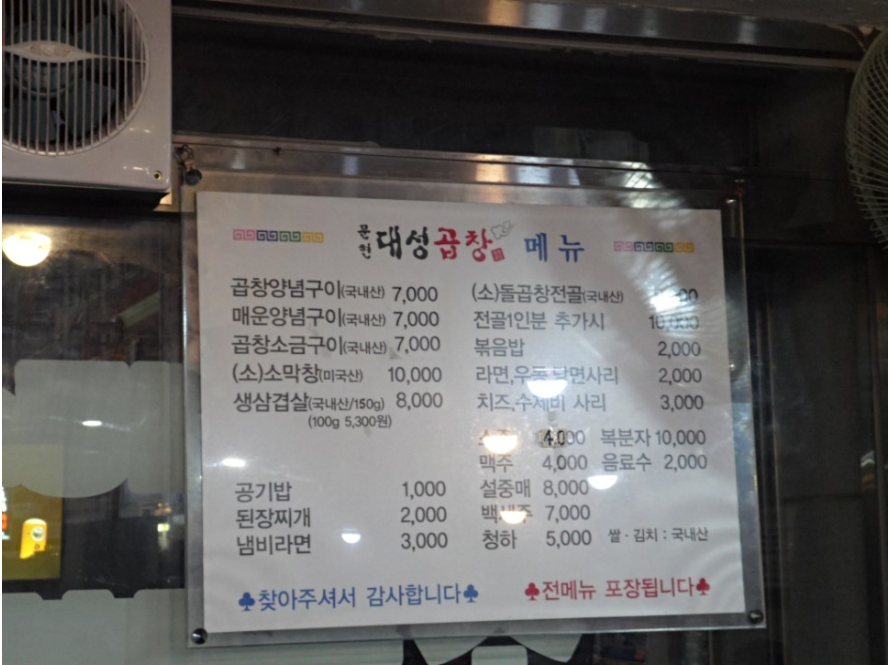 문현 대성곱창 메뉴
곱창양념구이(국내산) 7,000
매운양념구이(국내산) 7,000
곱창소금구이(국내산) 7,000
(소)소막창(미국산) 10,000
생삼겹살(국내산/150g) 8,000
(100g 5,300원)
공기밥 1,000
된장찌개 2,000
냄비라면 3,000
(소)돌곱창전골(국내산)
전골1인분 추가시 10,000
볶음밥 2,000
라면,우동,당면사리 2,000
치즈,수제비 사리 3,000
소주 4,000 복분자 10,000
맥주 4,000 음료수 2,000
설중매 8,000
백세주 7,000
청하 5,000 쌀·김치 : 국내산
♣찾아주셔서 감사합니다♣
♣전메뉴 포장됩니다♣